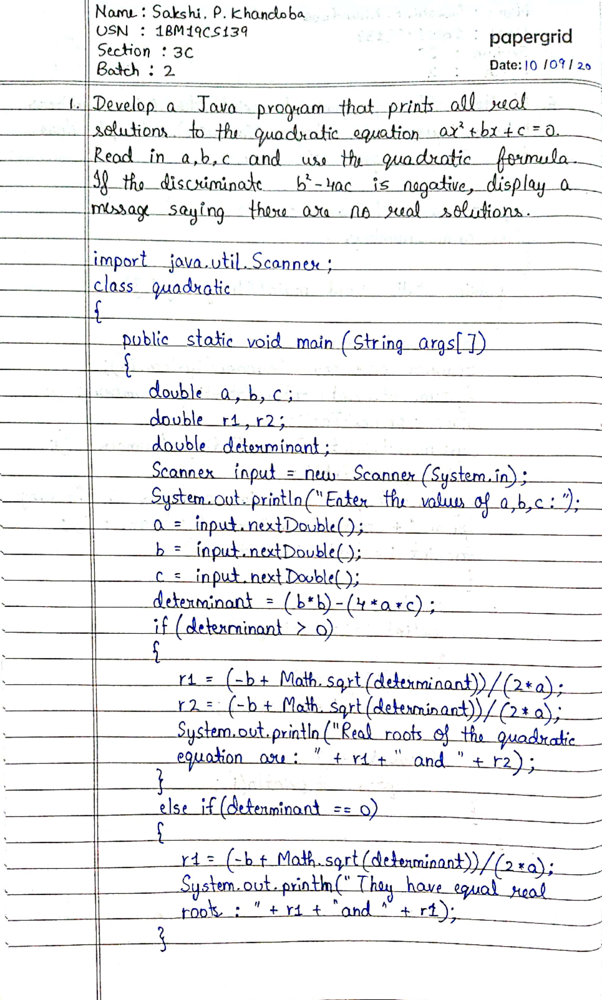 Name : Sakshi. P. Khandoba
USN : 1BM19CS139
Section : 3C
Batch : 2
papergrid
Date: 10 / 09 / 20
1. Develop a Java program that prints all real
solutions to the quadratic equation ax² + bx + c = 0.
Read in a, b, c and use the quadratic formula.
If the discriminate b² - 4ac is negative, display a
message saying there are no real solutions.
import java.util.Scanner;
class quadratic
{
public static void main (String args[])
{
double a, b, c;
double r1, r2;
double determinant;
Scanner input = new Scanner (System.in);
System.out.println("Enter the values of a,b,c : ");
a = input.nextDouble();
b = input.nextDouble();
c = input.nextDouble();
determinant = (b*b) - (4*a*c);
if (determinant > 0)
{
r1 = (-b + Math.sqrt(determinant))/(2*a);
r2 = (-b + Math.sqrt(determinant))/(2*a);
System.out.println("Real roots of the quadratic
equation are : " + r1 + " and " + r2);
}
else if (determinant == 0)
{
r1 = (-b + Math.sqrt(determinant))/(2*a);
System.out.println(" They have equal real
roots : " + r1 + "and " + r1);
}